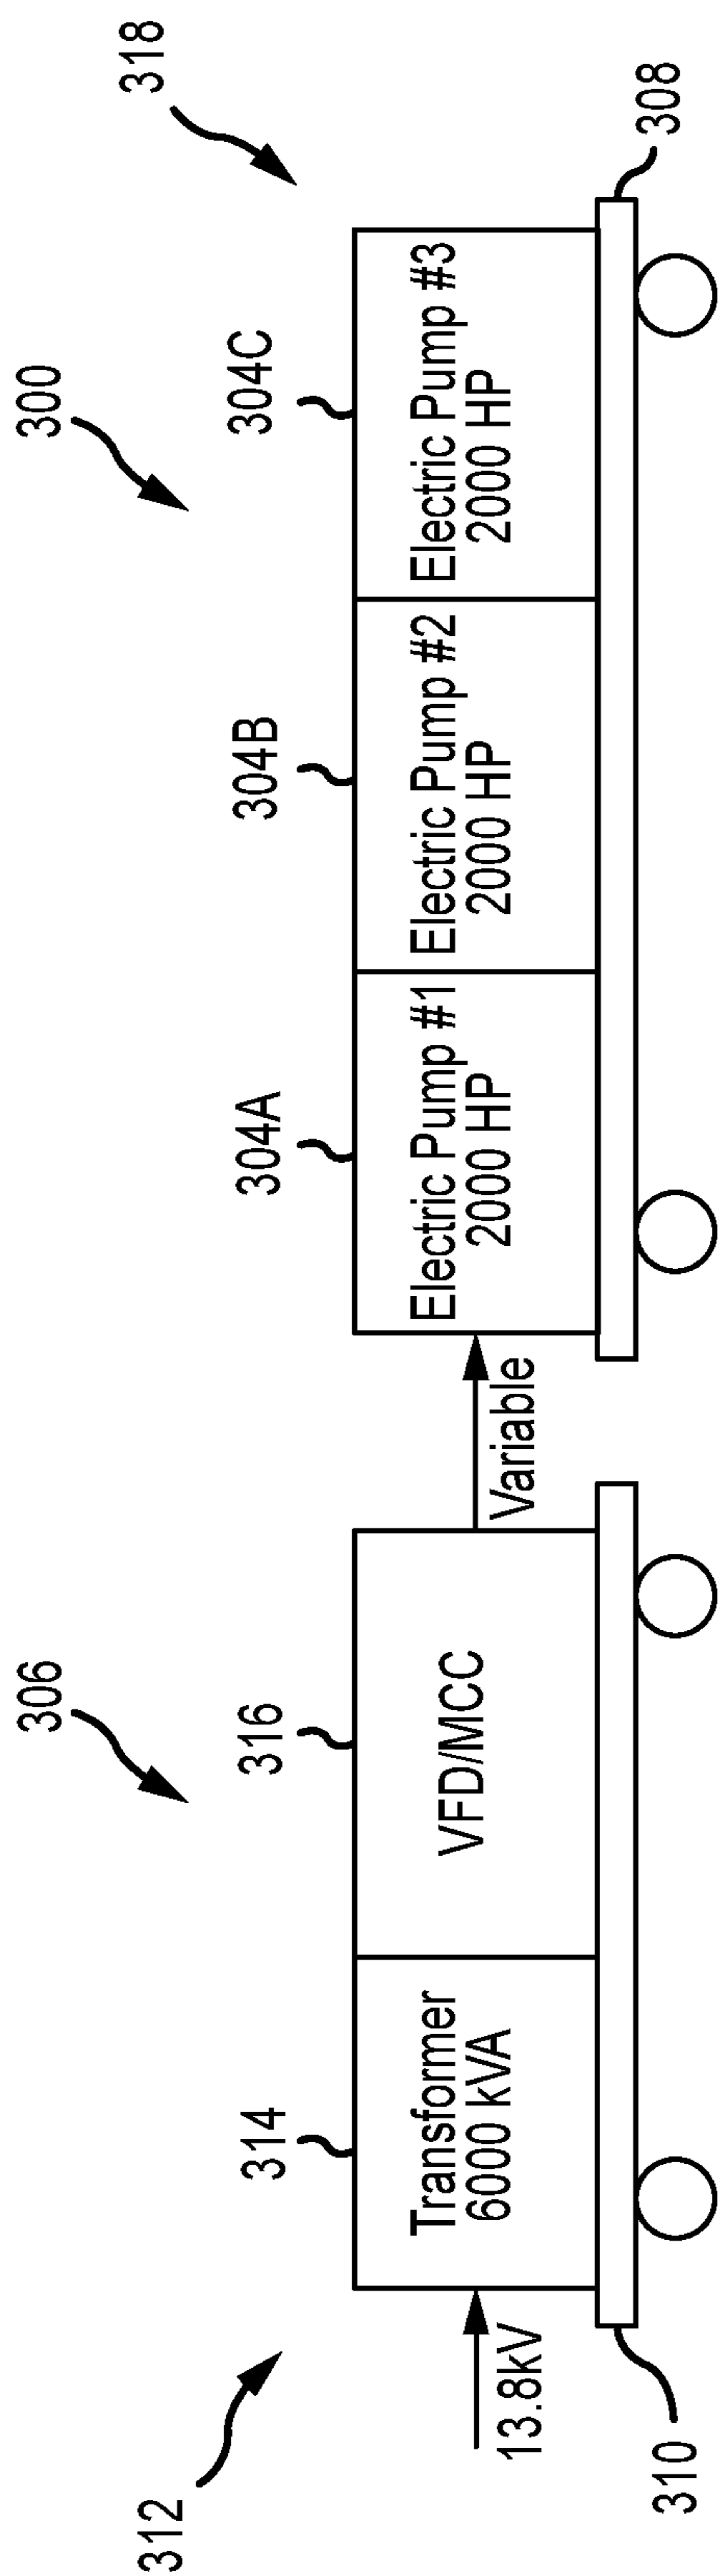 318
300
306
312
304C
304B
304A
316
314
Electric Pump #3
2000 HP
Electric Pump #2
2000 HP
Electric Pump #1
2000 HP
Variable
VFD/MCC
Transformer
6000 kVA
13.8kV
308
310